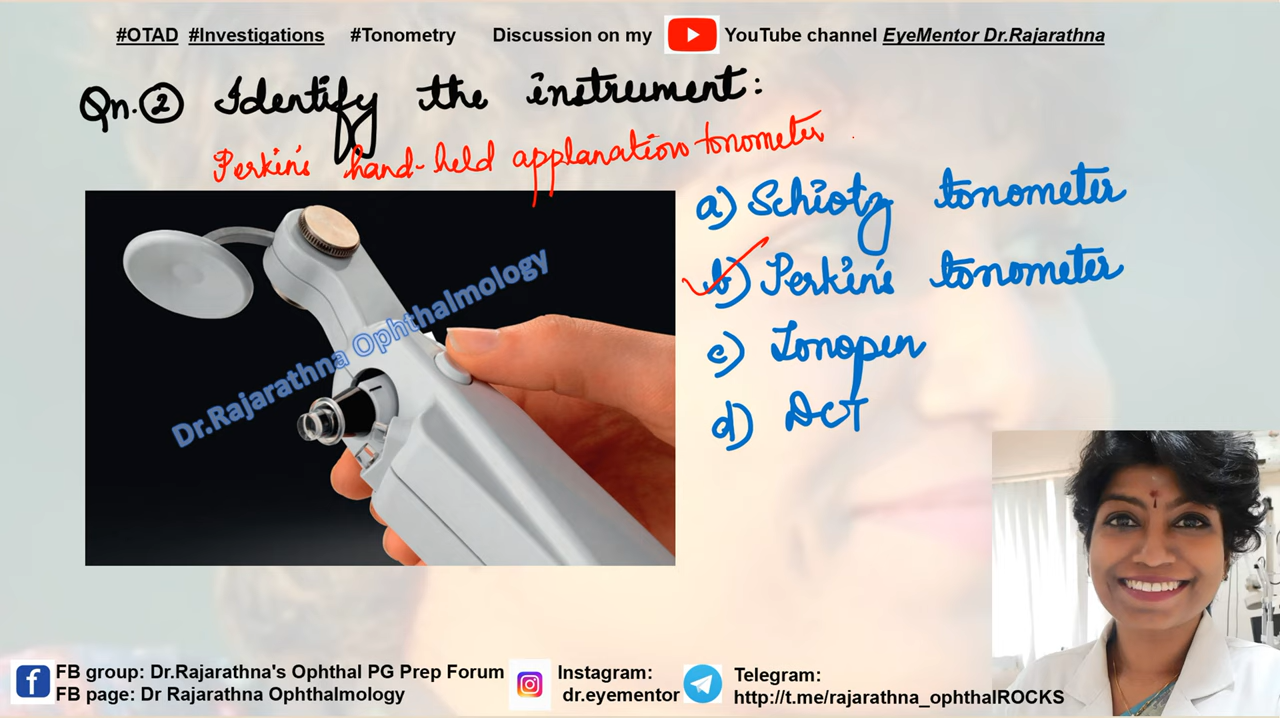 #OTAD #Investigations #Tonometry Discussion on my YouTube channel EyeMentor Dr.Rajarathna
Qn.② Identify the instrument:
Perkin's hand-held applanation tonometer
a) Schiotz tonometer
b) Perkin's tonometer
c) Tonopen
d) DCT
Dr.Rajarathna Ophthalmology
FB group: Dr.Rajarathna's Ophthal PG Prep Forum
FB page: Dr Rajarathna Ophthalmology
Instagram:
dr.eyementor
Telegram:
http://t.me/rajarathna_ophthalROCKS